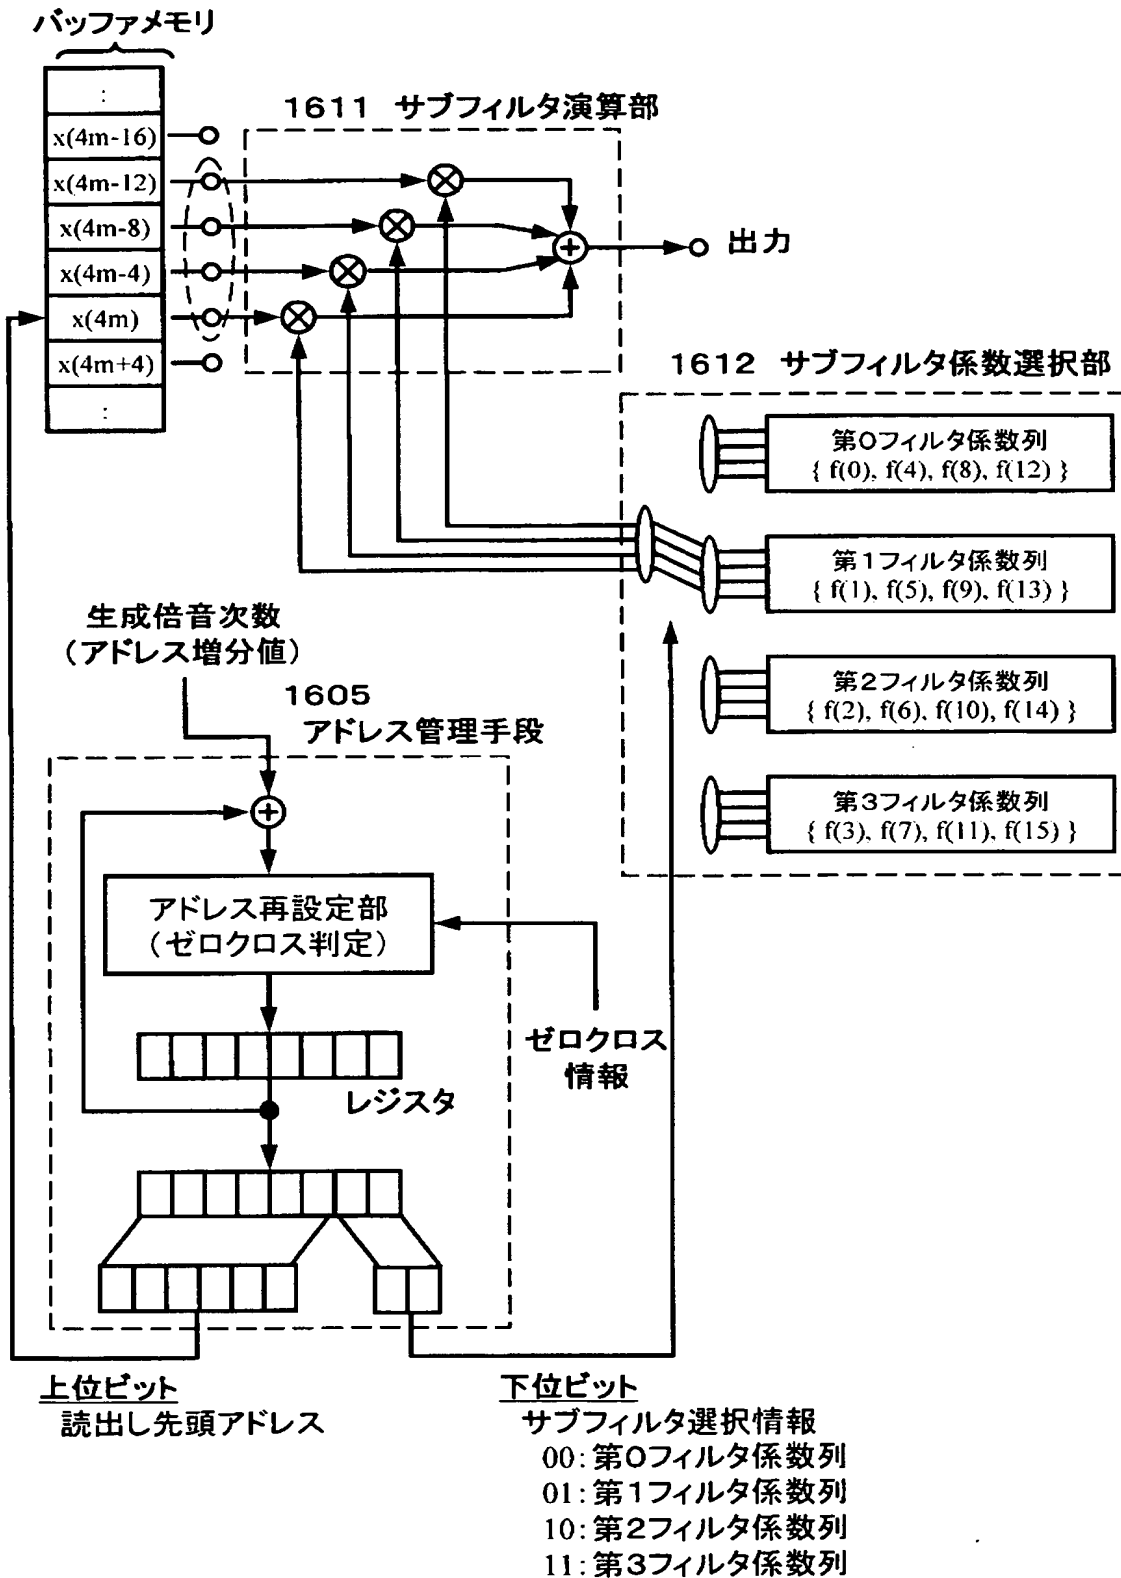 バッファメモリ
:
x(4m-16)
x(4m-12)
x(4m-8)
x(4m-4)
x(4m)
x(4m+4)
:
1611 サブフィルタ演算部
出力
1612 サブフィルタ係数選択部
第0フィルタ係数列
{ f(0), f(4), f(8), f(12) }
第1フィルタ係数列
{ f(1), f(5), f(9), f(13) }
第2フィルタ係数列
{ f(2), f(6), f(10), f(14) }
第3フィルタ係数列
{ f(3), f(7), f(11), f(15) }
生成倍音次数
(アドレス増分値)
1605
アドレス管理手段
アドレス再設定部
(ゼロクロス判定)
ゼロクロス
情報
レジスタ
上位ビット
読出し先頭アドレス
下位ビット
サブフィルタ選択情報
00:第0フィルタ係数列
01:第1フィルタ係数列
10:第2フィルタ係数列
11:第3フィルタ係数列